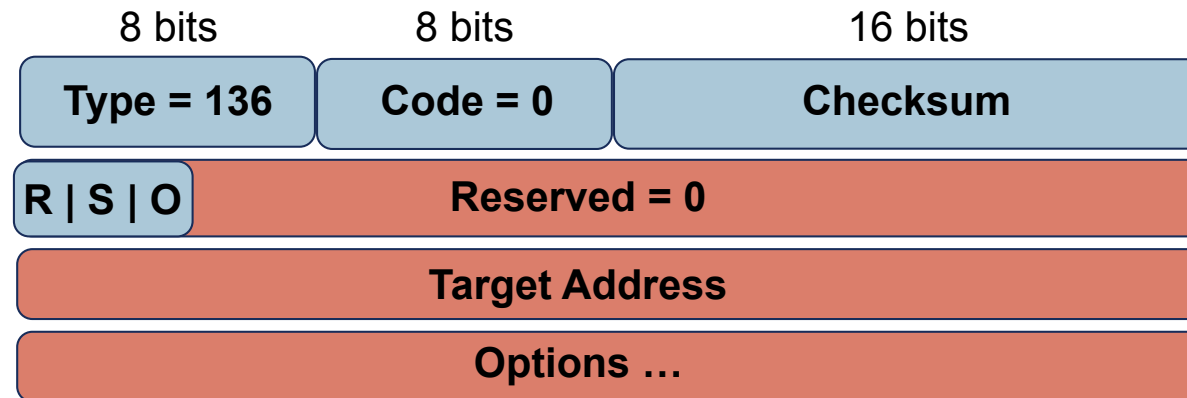 8 bits 8 bits 16 bits
Type = 136 Code = 0 Checksum
R | S | O Reserved = 0
Target Address
Options …